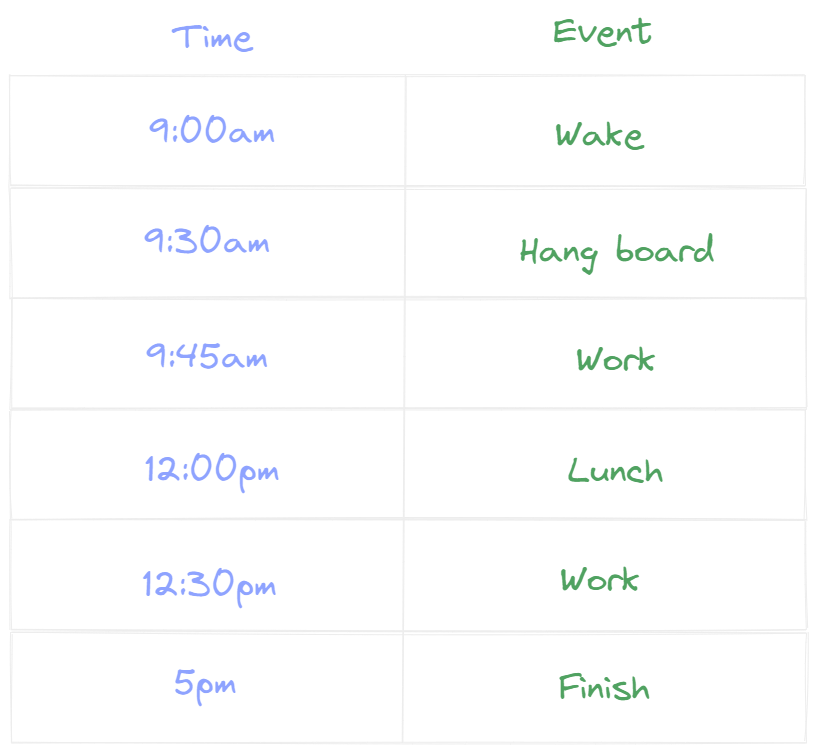 Time Event
9:00am Wake
9:30am Hang board
9:45am Work
12:00pm Lunch
12:30pm Work
5pm Finish